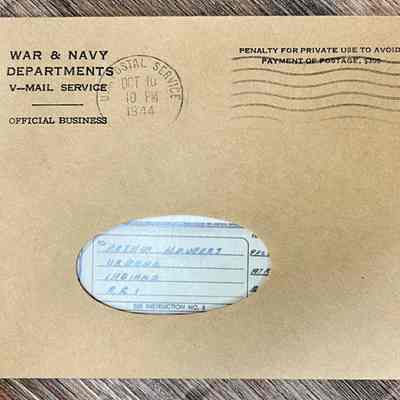 WAR & NAVY
DEPARTMENTS
V—MAIL SERVICE
OFFICIAL BUSINESS
U.S. POSTAL SERVICE
OCT 10
10 PM
1944
PENALTY FOR PRIVATE USE TO AVOID
PAYMENT OF POSTAGE, $300
TO
ARTHUR
URBANA
INDIANA
R.R.1
SEE INSTRUCTION NO. 2